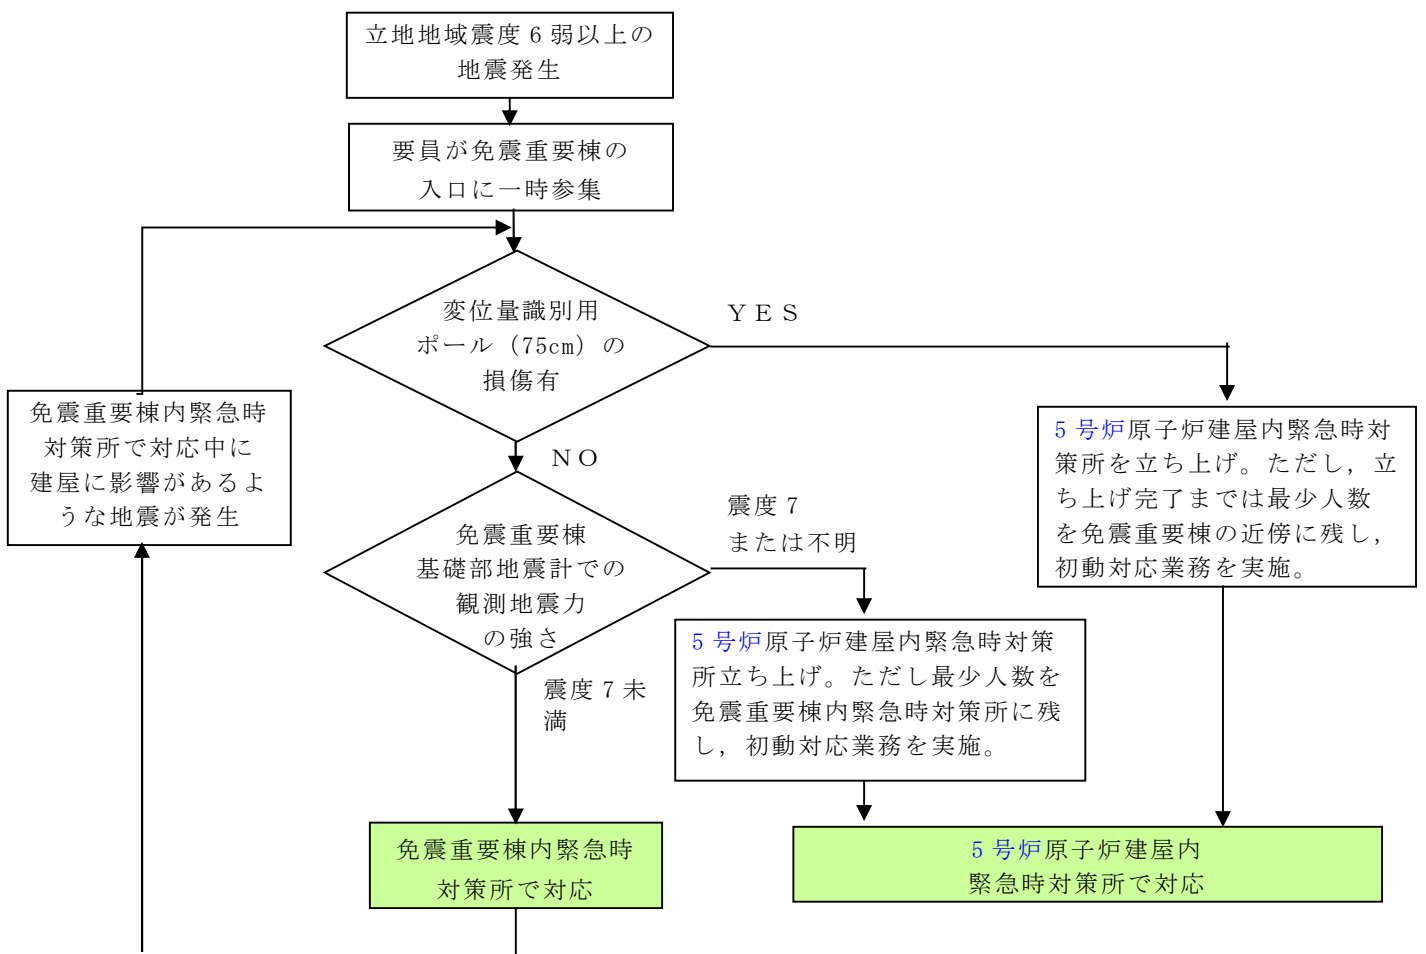 立地地域震度6弱以上の
地震発生
要員が免震重要棟の
入口に一時参集
変位量識別用
ポール（75cm）の
損傷有
ＹＥＳ
ＮＯ
免震重要棟内緊急時
対策所で対応中に
建屋に影響があるよ
うな地震が発生
5号炉原子炉建屋内緊急時対
策所を立ち上げ。ただし，立
ち上げ完了までは最少人数
を免震重要棟の近傍に残し，
初動対応業務を実施。
免震重要棟
基礎部地震計での
観測地震力
の強さ
震度7
または不明
震度7未
満
5号炉原子炉建屋内緊急時対策
所立ち上げ。ただし最少人数を
免震重要棟内緊急時対策所に残
し，初動対応業務を実施。
免震重要棟内緊急時
対策所で対応
5号炉原子炉建屋内
緊急時対策所で対応